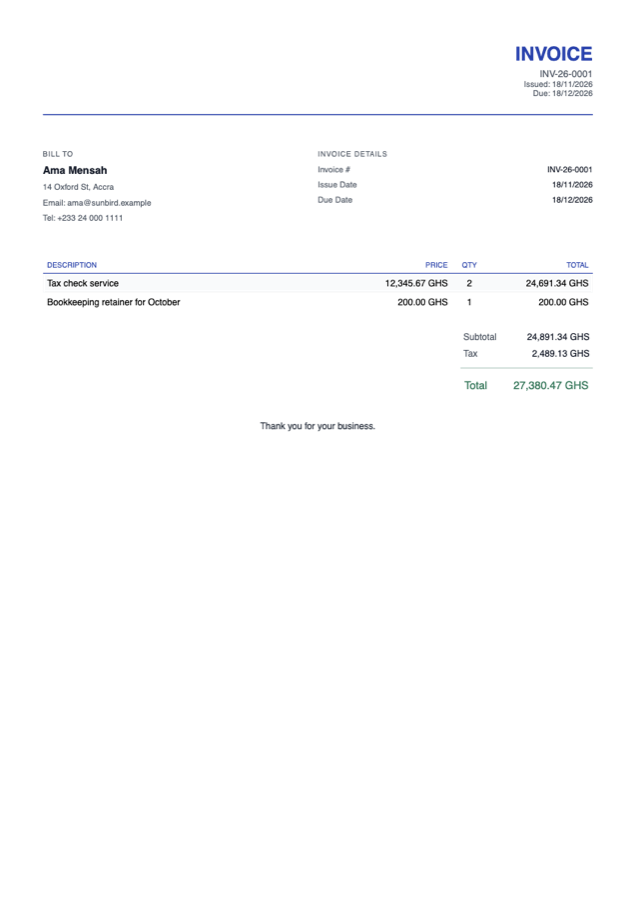 INVOICE
INV-26-0001
Issued: 18/11/2026
Due: 18/12/2026
BILL TO
Ama Mensah
14 Oxford St, Accra
Email: ama@sunbird.example
Tel: +233 24 000 1111
INVOICE DETAILS
Invoice # INV-26-0001
Issue Date 18/11/2026
Due Date 18/12/2026
DESCRIPTION PRICE QTY TOTAL
Tax check service 12,345.67 GHS 2 24,691.34 GHS
Bookkeeping retainer for October 200.00 GHS 1 200.00 GHS
Subtotal 24,891.34 GHS
Tax 2,489.13 GHS
Total 27,380.47 GHS
Thank you for your business.